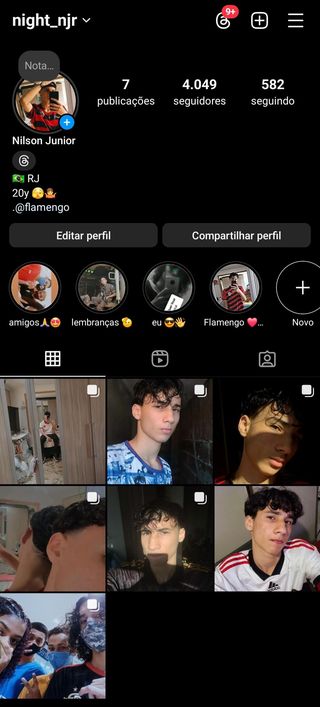 night_njr
9+
Nota...
7
publicações
4.049
seguidores
582
seguindo
Nilson Junior
🇧🇷 RJ
20y 🫣🤷
.@flamengo
Editar perfil
Compartilhar perfil
amigos🙏😍
lembranças 🫡
eu 😎👋
Flamengo ❤️...
Novo